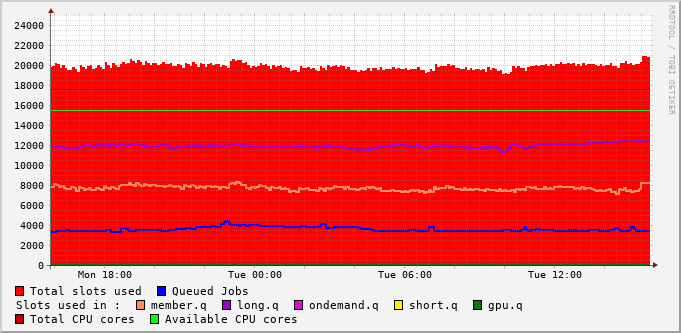 RRDTOOL / TOBI OETIKER
24000
22000
20000
18000
16000
14000
12000
10000
8000
6000
4000
2000
0
Mon 18:00 Tue 00:00 Tue 06:00 Tue 12:00
Total slots used Queued Jobs
Slots used in : member.q long.q ondemand.q short.q gpu.q
Total CPU cores Available CPU cores